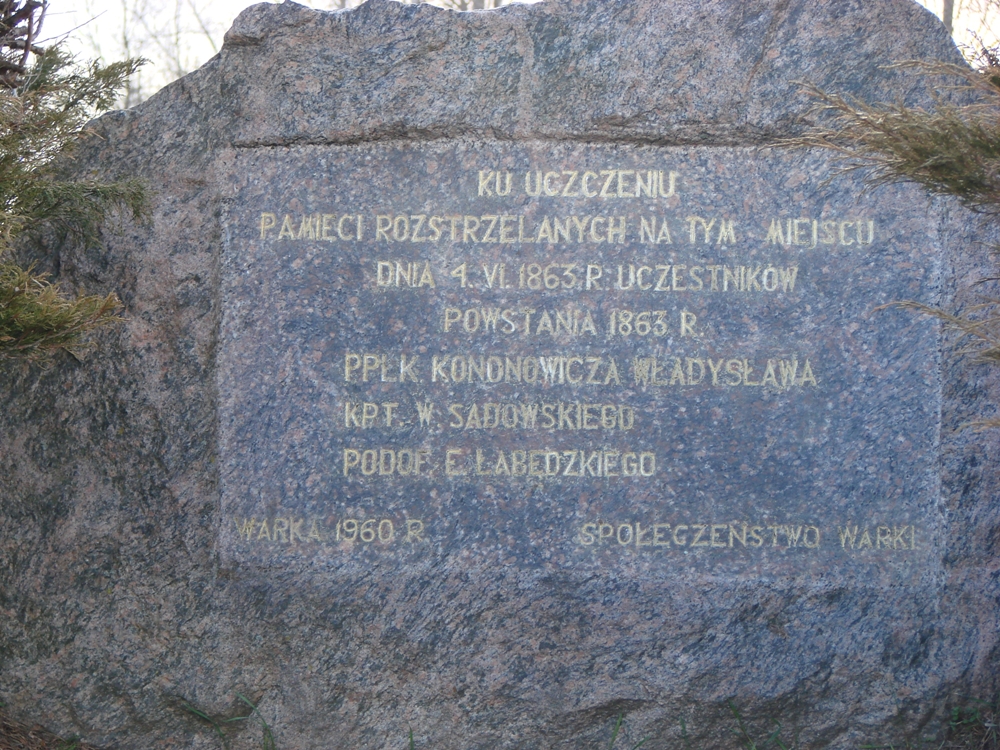 KU UCZCZENIU
PAMIĘCI ROZSTRZELANYCH NA TYM MIEJSCU
DNIA 4. VI. 1863. R. UCZESTNIKÓW
POWSTANIA 1863 R.
PPŁK. KONONOWICZA WŁADYSŁAWA
KPT. W. SADOWSKIEGO
PODOF. E. ŁABĘDZKIEGO
WARKA 1960 R. SPOŁECZEŃSTWO WARKI